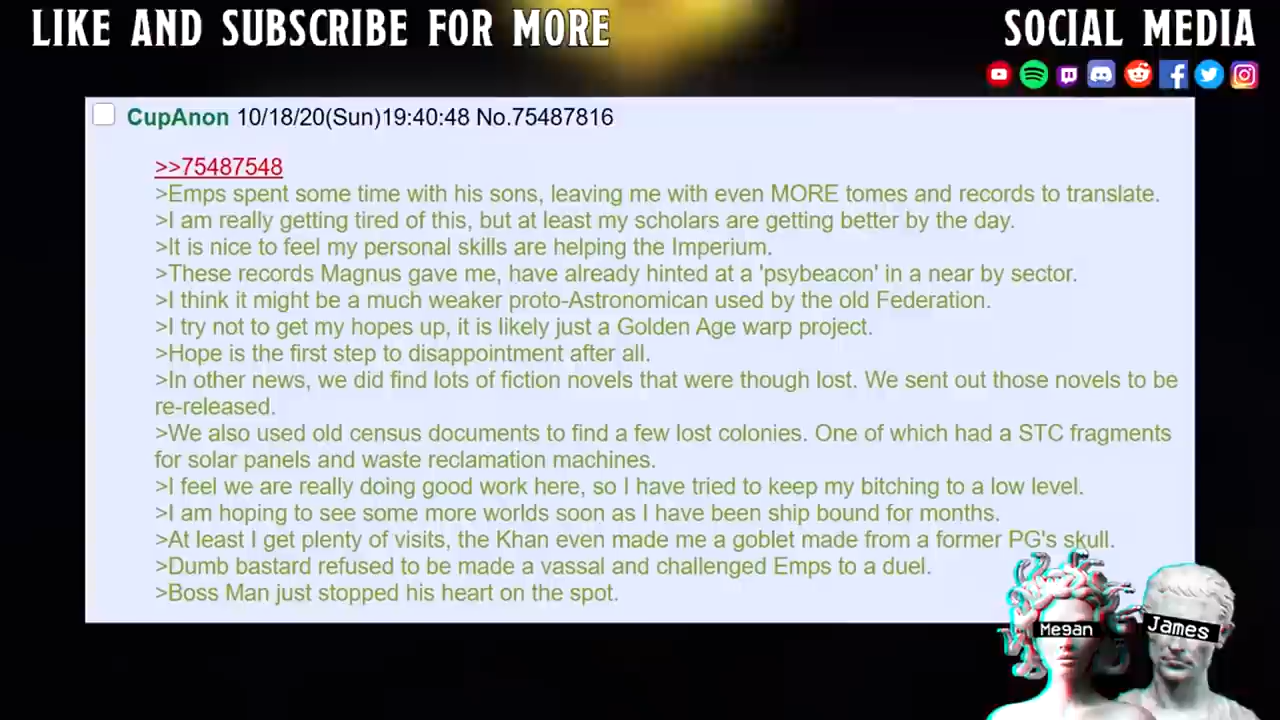 LIKE AND SUBSCRIBE FOR MORE
SOCIAL MEDIA
CupAnon 10/18/20(Sun)19:40:48 No.75487816
>>75487548
>Emps spent some time with his sons, leaving me with even MORE tomes and records to translate.
>I am really getting tired of this, but at least my scholars are getting better by the day.
>It is nice to feel my personal skills are helping the Imperium.
>These records Magnus gave me, have already hinted at a 'psybeacon' in a near by sector.
>I think it might be a much weaker proto-Astronomican used by the old Federation.
>I try not to get my hopes up, it is likely just a Golden Age warp project.
>Hope is the first step to disappointment after all.
>In other news, we did find lots of fiction novels that were though lost. We sent out those novels to be
re-released.
>We also used old census documents to find a few lost colonies. One of which had a STC fragments
for solar panels and waste reclamation machines.
>I feel we are really doing good work here, so I have tried to keep my bitching to a low level.
>I am hoping to see some more worlds soon as I have been ship bound for months.
>At least I get plenty of visits, the Khan even made me a goblet made from a former PG's skull.
>Dumb bastard refused to be made a vassal and challenged Emps to a duel.
>Boss Man just stopped his heart on the spot.
Megan
James